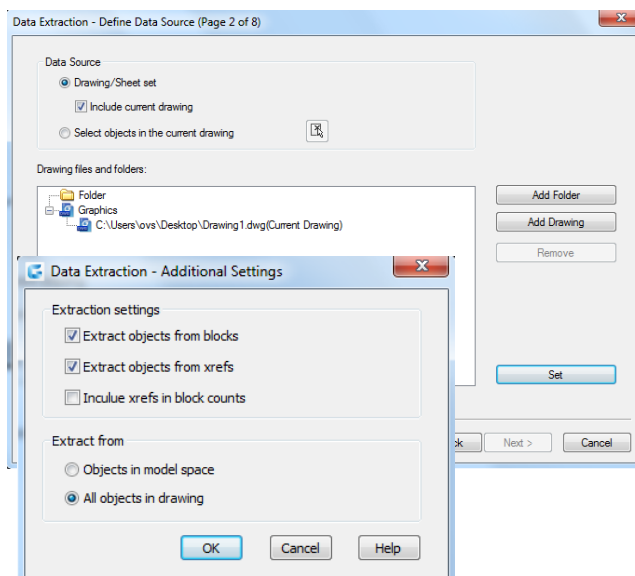 Data Extraction - Define Data Source (Page 2 of 8)
Data Source
Drawing/Sheet set
Include current drawing
Select objects in the current drawing
Drawing files and folders:
Folder
Graphics
C:\Users\ovs\Desktop\Drawing1.dwg(Current Drawing)
Add Folder
Add Drawing
Remove
Set
Next >
Cancel
Data Extraction - Additional Settings
Extraction settings
Extract objects from blocks
Extract objects from xrefs
Inculue xrefs in block counts
Extract from
Objects in model space
All objects in drawing
OK
Cancel
Help